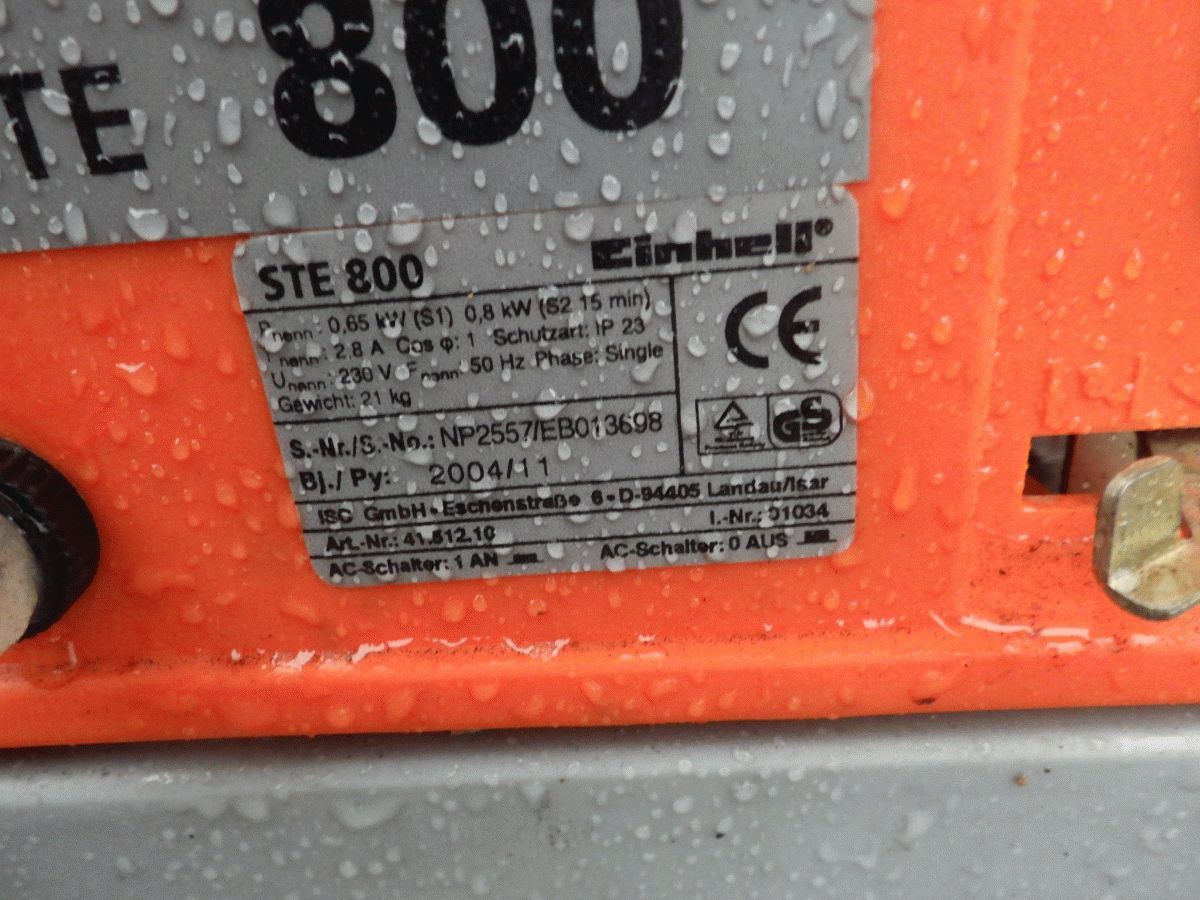 TE 800
STE 800 Einhell®
Pnenn: 0,65 kW (S1) 0,8 kW (S2 15 min)
Inenn: 2,8 A Cos φ: 1 Schutzart: IP 23
Unenn: 230 V Fnenn: 50 Hz Phase: Single
Gewicht: 21 kg
CE
S.-Nr./S.-No.: NP2557/EB013698
GS
Bj./Py: 2004/11
ISC GmbH • Eschenstraße 6 • D-94405 Landau/Isar
Art.-Nr.: 41.512.10 I.-Nr.: 01034
AC-Schalter: 1 AN AC-Schalter: 0 AUS